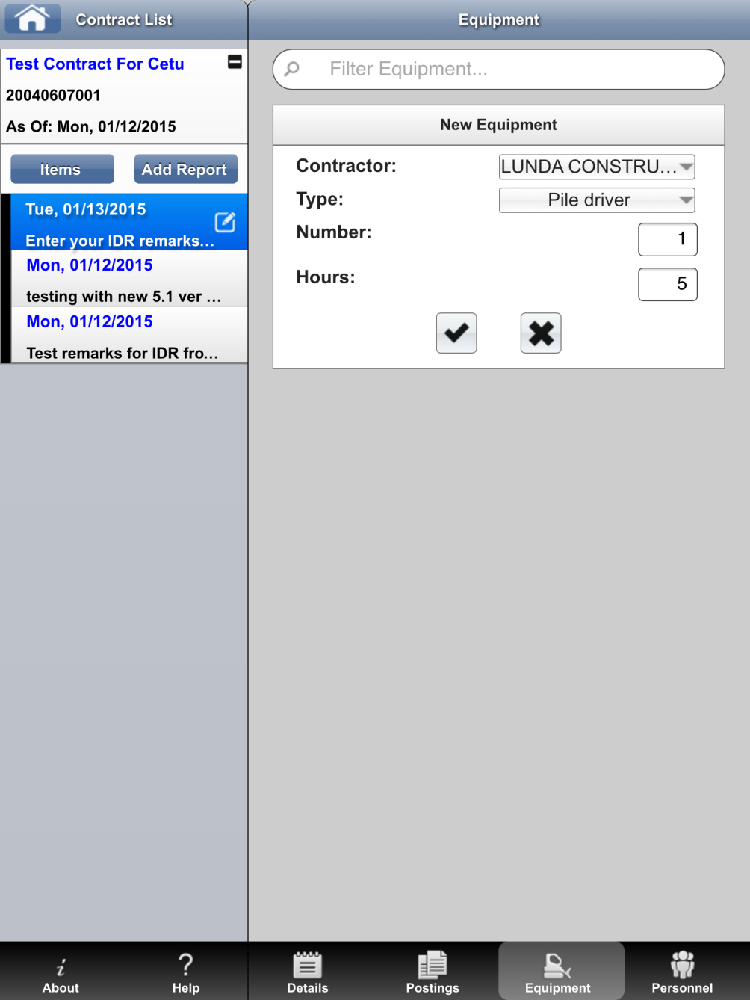 Contract List
Equipment
Test Contract For Cetu
20040607001
As Of: Mon, 01/12/2015
Items
Add Report
Tue, 01/13/2015
Enter your IDR remarks...
Mon, 01/12/2015
testing with new 5.1 ver ...
Mon, 01/12/2015
Test remarks for IDR fro...
Filter Equipment...
New Equipment
Contractor:
LUNDA CONSTRU...
Type:
Pile driver
Number:
1
Hours:
5
About
Help
Details
Postings
Equipment
Personnel